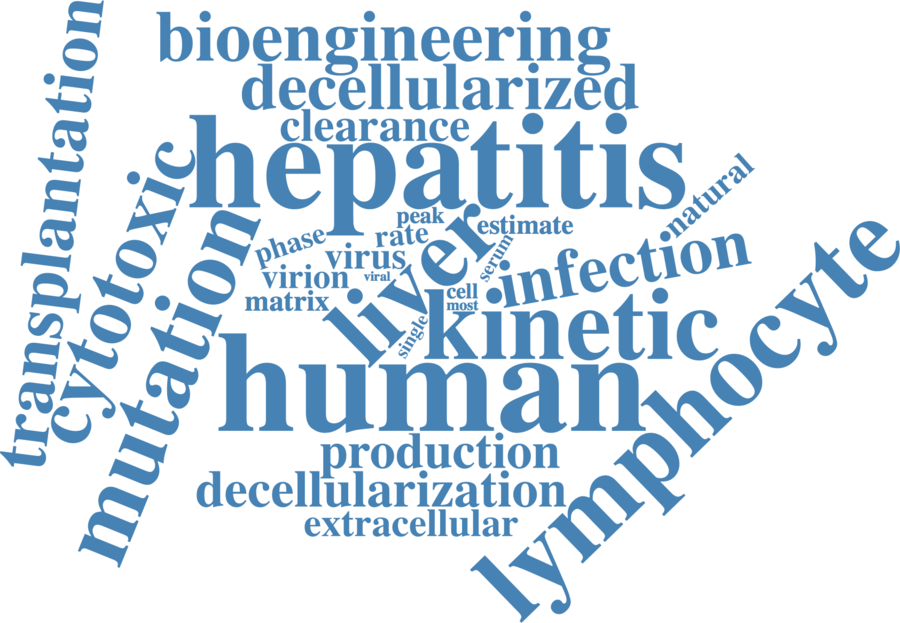 bioengineering
decellularized
clearance
hepatitis
transplantation
cytotoxic
mutation
peak
estimate
natural
phase
rate
virus
serum
virion
viral
liver
infection
matrix
cell
most
single
kinetic
lymphocyte
human
production
decellularization
extracellular